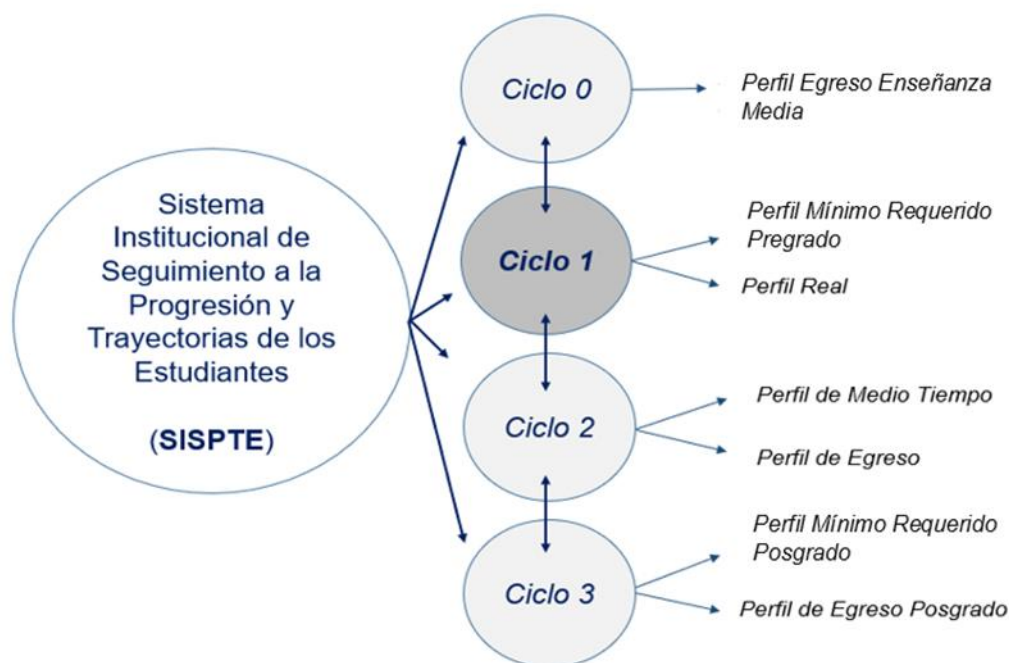 Sistema
Institucional de
Seguimiento a la
Progresión y
Trayectorias de los
Estudiantes
(SISPTE)
Ciclo 0
Perfil Egreso Enseñanza
Media
Ciclo 1
Perfil Mínimo Requerido
Pregrado
Perfil Real
Ciclo 2
Perfil de Medio Tiempo
Perfil de Egreso
Ciclo 3
Perfil Mínimo Requerido
Posgrado
Perfil de Egreso Posgrado